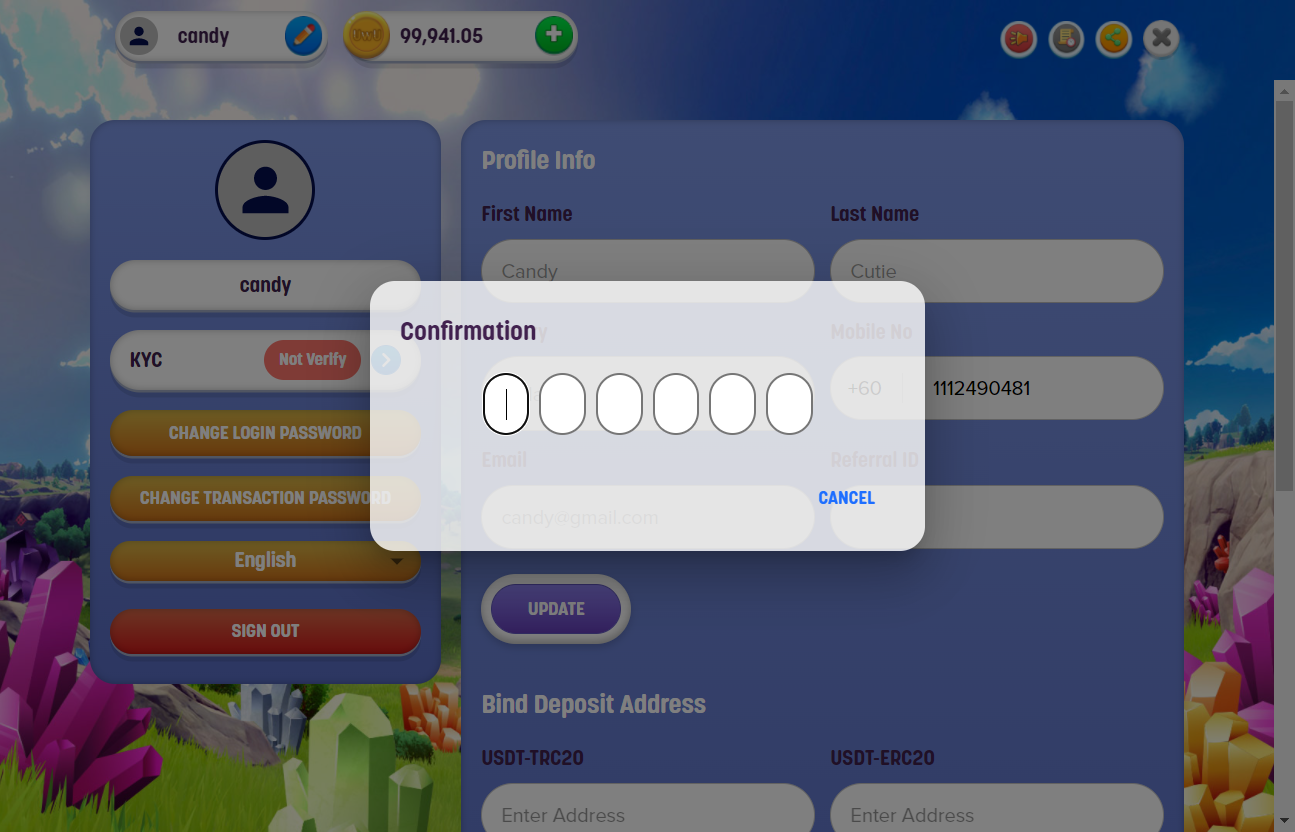 candy
UWU
99,941.05
candy
KYC
Not Verify
CHANGE LOGIN PASSWORD
CHANGE TRANSACTION PASSWORD
English
SIGN OUT
Profile Info
First Name
Last Name
Candy
Cutie
Mobile No
+60
1112490481
Email
Referral ID
candy@gmail.com
Confirmation
CANCEL
UPDATE
Bind Deposit Address
USDT-TRC20
USDT-ERC20
Enter Address
Enter Address